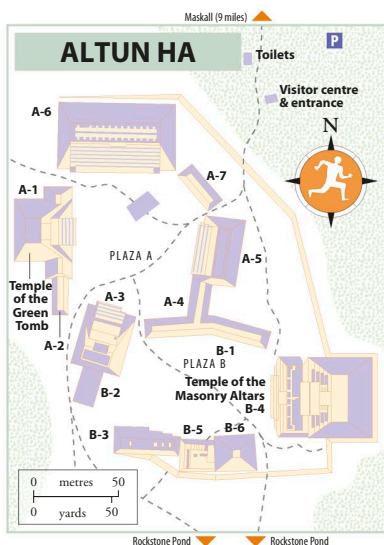 Maskall (9 miles)
ALTUN HA
P
Toilets
Visitor centre
& entrance
N
A-6
A-7
A-1
A-5
PLAZA A
Temple
of the
Green
Tomb
A-3
A-4
A-2
B-1
PLAZA B
Temple of the
Masonry Altars
B-4
B-2
B-3
B-5
B-6
0 metres 50
0 yards 50
Rockstone Pond
Rockstone Pond